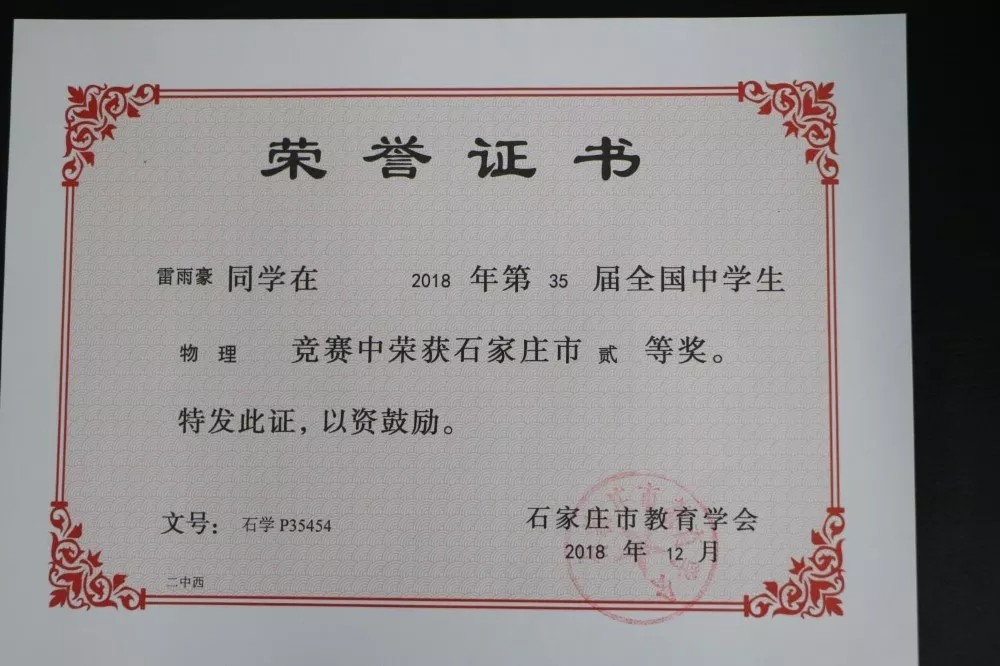 荣誉证书
雷雨豪 同学在 2018 年第 35 届全国中学生
物理 竞赛中荣获石家庄市 贰 等奖。
特发此证，以资鼓励。
文号： 石学 P35454
石家庄市教育学会
2018 年 12 月
二中西